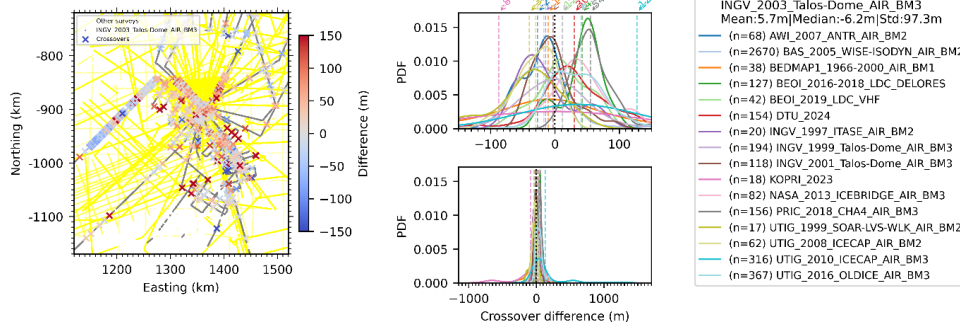 Other surveys
INGV_2003_Talos-Dome_AIR_BM3
Crossovers
−800
−900
−1000
−1100
Northing (km)
1200
1300
1400
1500
Easting (km)
150
100
50
0
−50
−100
−150
Difference (m)
0.015
0.010
0.005
0.000
PDF
−100
0
100
0.015
0.010
0.005
0.000
PDF
−1000
0
1000
Crossover difference (m)
INGV_2003_Talos-Dome_AIR_BM3
Mean:5.7m|Median:-6.2m|Std:97.3m
(n=68) AWI_2007_ANTR_AIR_BM2
(n=2670) BAS_2005_WISE-ISODYN_AIR_BM2
(n=38) BEDMAP1_1966-2000_AIR_BM1
(n=127) BEOI_2016-2018_LDC_DELORES
(n=42) BEOI_2019_LDC_VHF
(n=154) DTU_2024
(n=20) INGV_1997_ITASE_AIR_BM2
(n=194) INGV_1999_Talos-Dome_AIR_BM3
(n=118) INGV_2001_Talos-Dome_AIR_BM3
(n=18) KOPRI_2023
(n=82) NASA_2013_ICEBRIDGE_AIR_BM3
(n=156) PRIC_2018_CHA4_AIR_BM3
(n=17) UTIG_1999_SOAR-LVS-WLK_AIR_BM2
(n=62) UTIG_2008_ICECAP_AIR_BM2
(n=316) UTIG_2010_ICECAP_AIR_BM3
(n=367) UTIG_2016_OLDICE_AIR_BM3